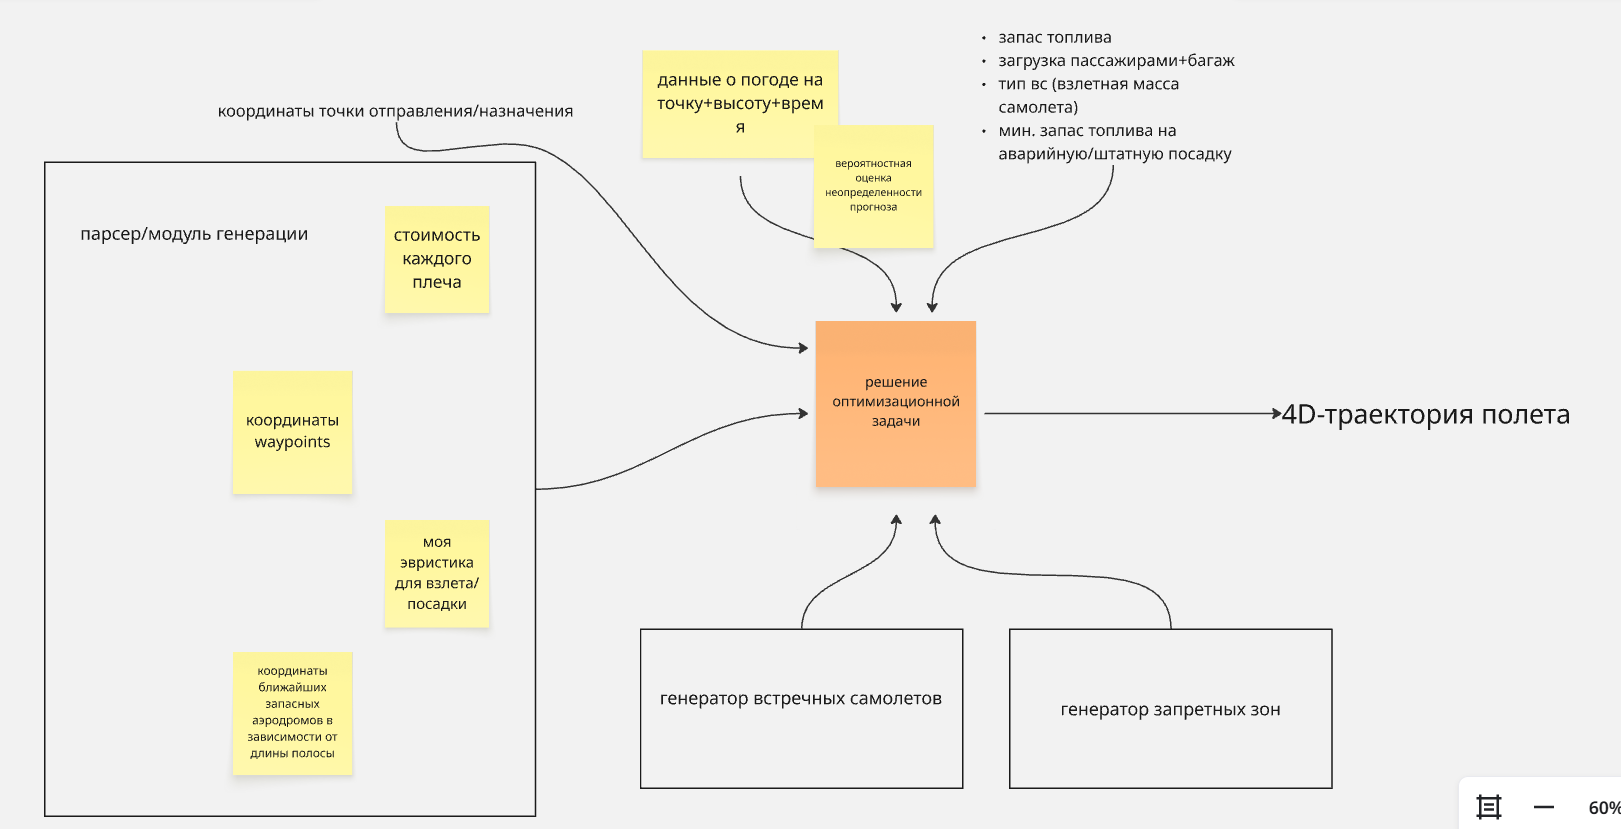 координаты точки отправления/назначения
парсер/модуль генерации
стоимость
каждого
плеча
координаты
waypoints
моя
эвристика
для взлета/
посадки
координаты
ближайших
запасных
аэродромов в
зависимости от
длины полосы
данные о погоде на
точку+высоту+врем
я
вероятностная
оценка
неопределенности
прогноза
• запас топлива
• загрузка пассажирами+багаж
• тип вс (взлетная масса
самолета)
• мин. запас топлива на
аварийную/штатную посадку
решение
оптимизационной
задачи
4D-траектория полета
генератор встречных самолетов
генератор запретных зон
60%